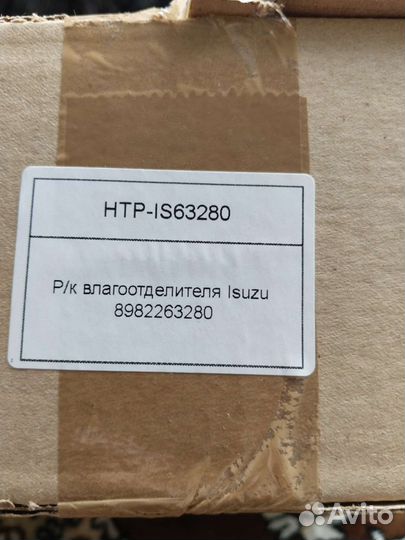 HTP-IS63280
Р/к влагоотделителя Isuzu
8982263280
Avito